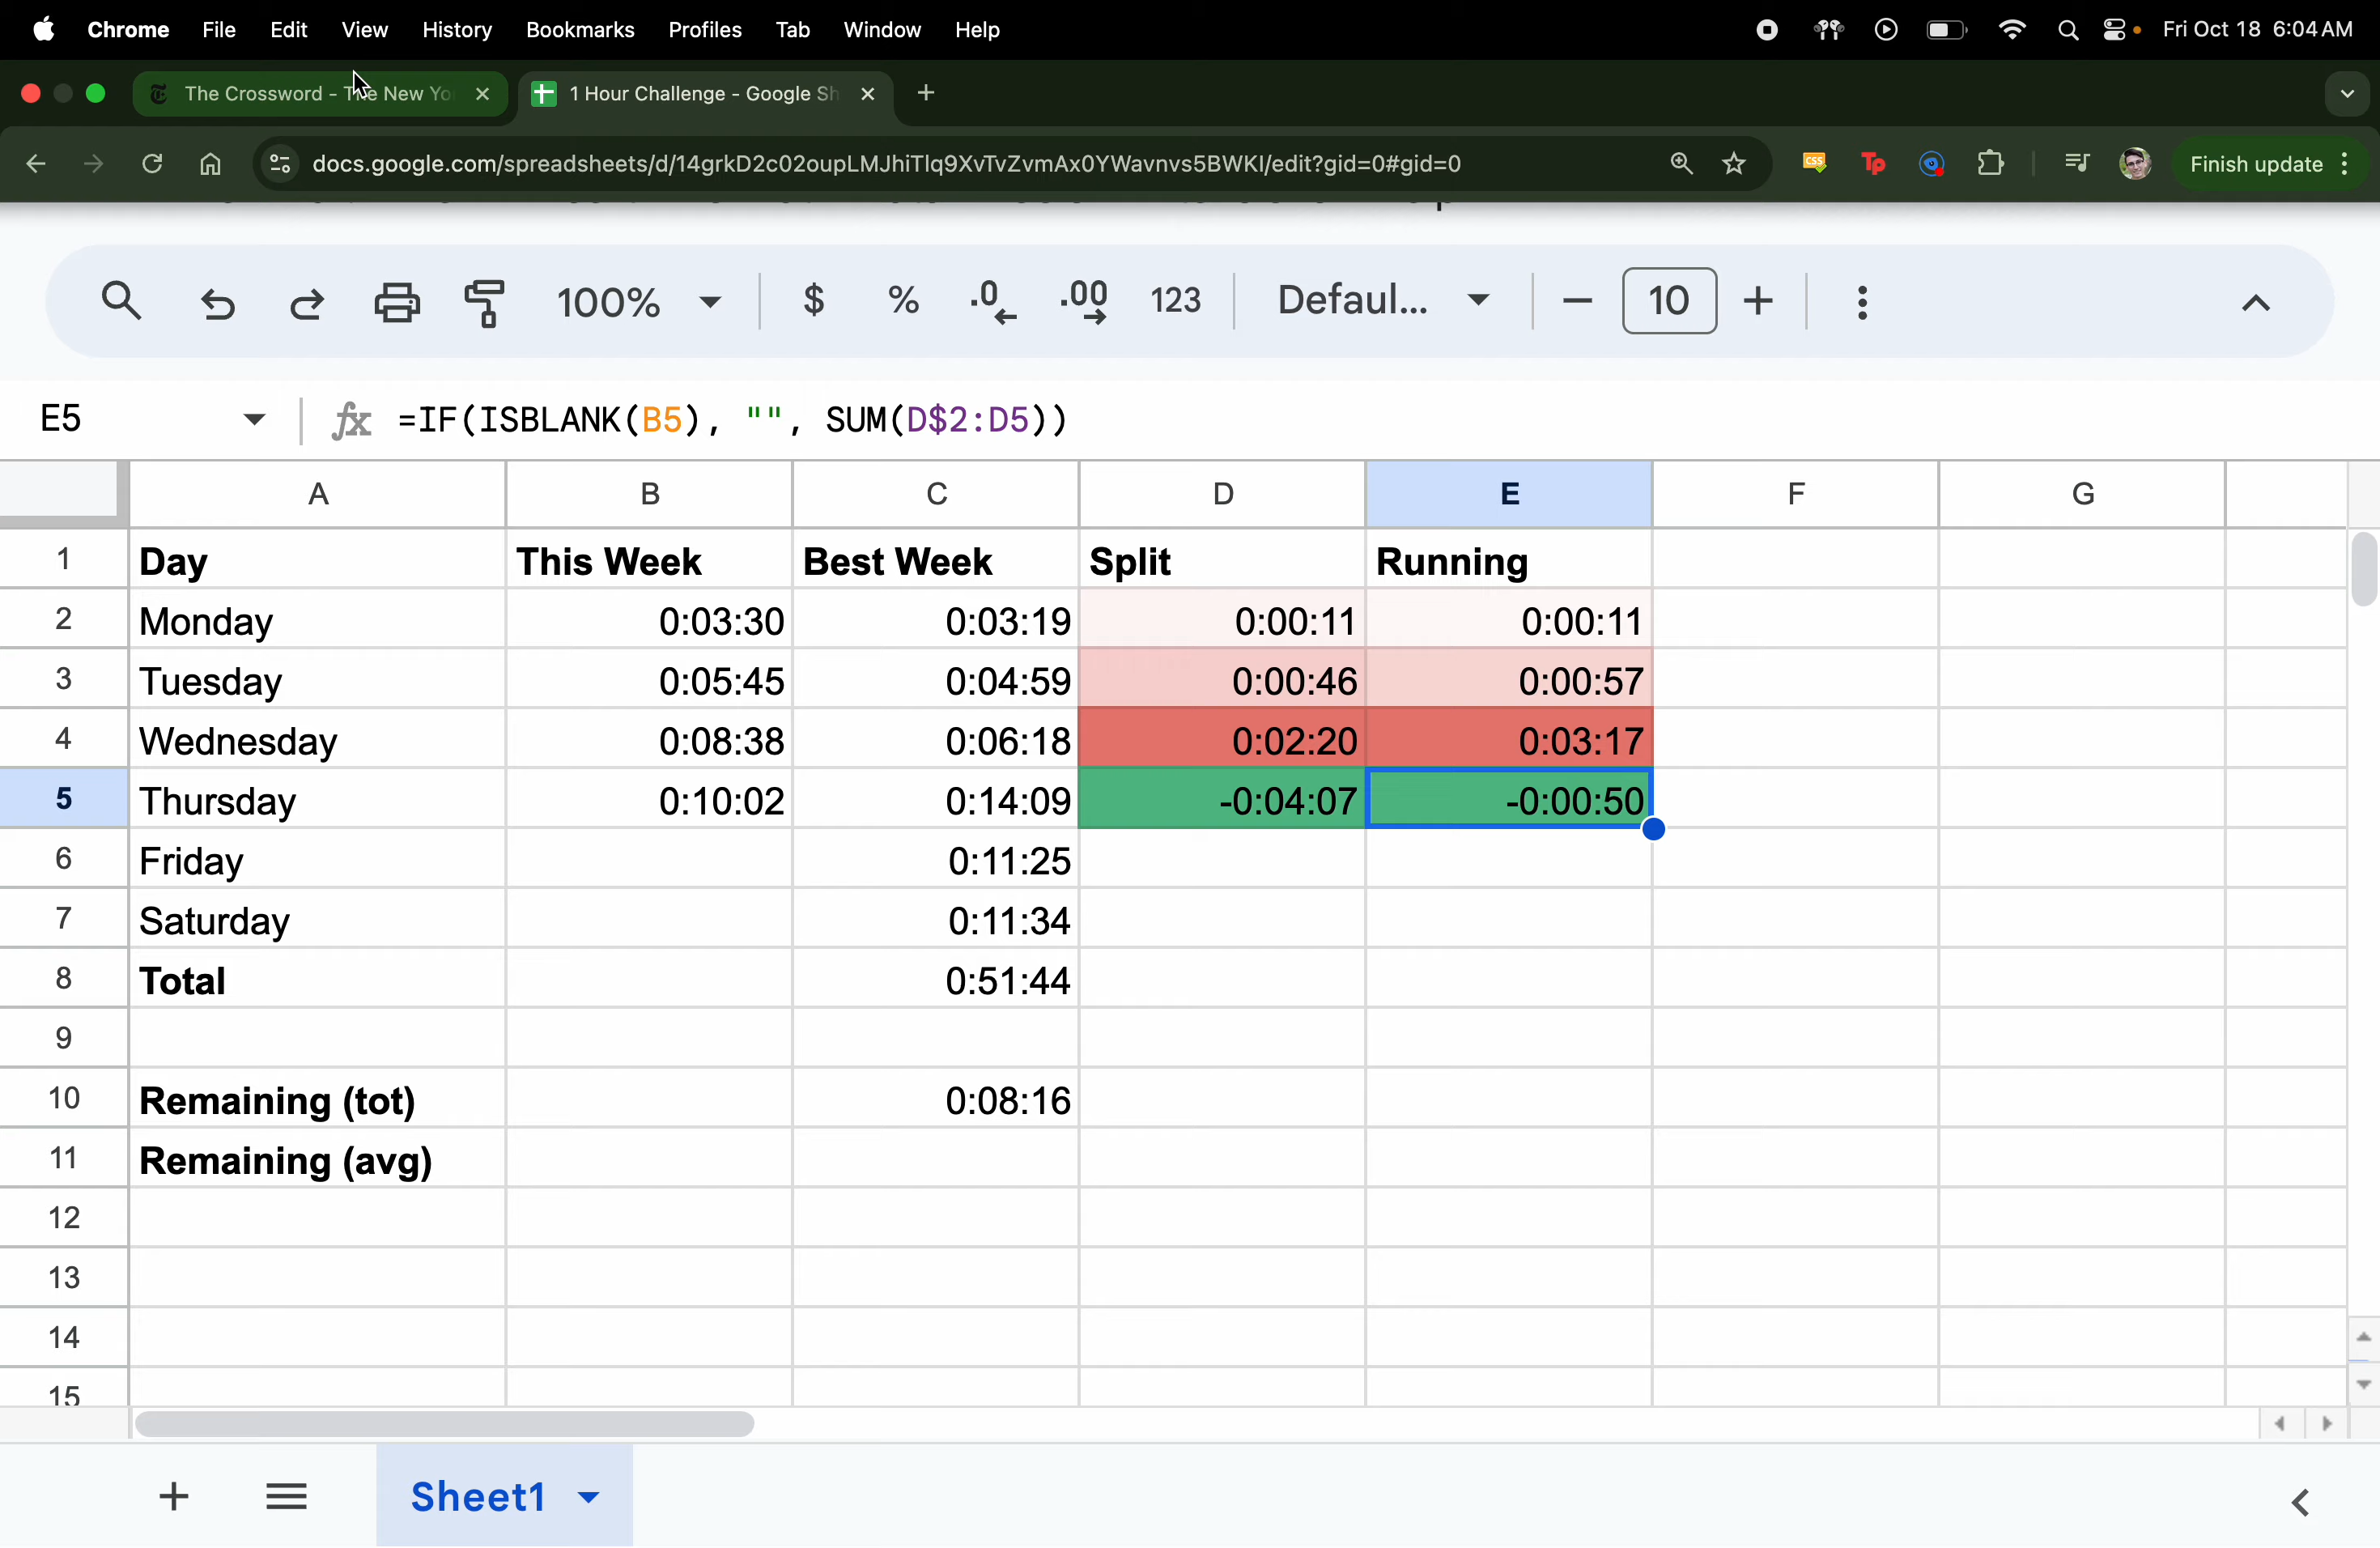 Chrome File Edit View History Bookmarks Profiles Tab Window Help Fri Oct 18 6:04 AM
The Crossword - The New Yo 1 Hour Challenge - Google Sh
docs.google.com/spreadsheets/d/14grkD2c02oupLMJhiTlq9XvTvZvmAx0YWavnvs5BWKI/edit?gid=0#gid=0 CSS Tp Finish update
100% $ % .0 .00 123 Defaul... 10
E5 fx =IF(ISBLANK(B5), "", SUM(D$2:D5))
A B C D E F G
1 Day This Week Best Week Split Running
2 Monday 0:03:30 0:03:19 0:00:11 0:00:11
3 Tuesday 0:05:45 0:04:59 0:00:46 0:00:57
4 Wednesday 0:08:38 0:06:18 0:02:20 0:03:17
5 Thursday 0:10:02 0:14:09 -0:04:07 -0:00:50
6 Friday 0:11:25
7 Saturday 0:11:34
8 Total 0:51:44
9
10 Remaining (tot) 0:08:16
11 Remaining (avg)
12
13
14
15
Sheet1